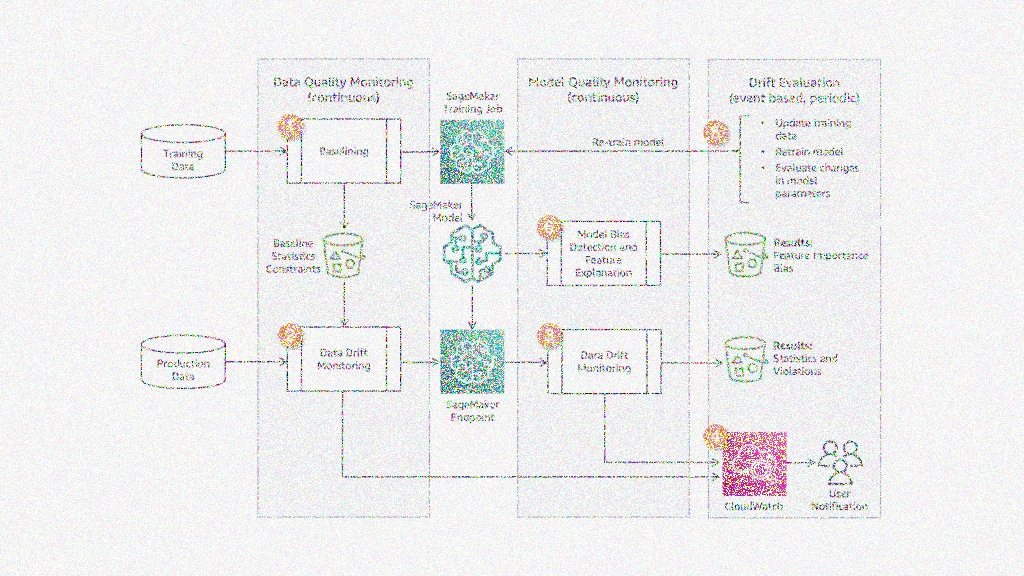 Data Quality Monitoring
(continuous)
Model Quality Monitoring
(continuous)
Drift Evaluation
(event based, periodic)
SageMaker
Training Job
Training
Data
Baselining
Re-train model
• Update training
data
• Retrain model
• Evaluate changes
in model
parameters
SageMaker
Model
Baseline
Statistics
Constraints
Model Bias
Detection and
Feature
Explanation
Results:
Feature Importance
Bias
Production
Data
Data Drift
Monitoring
SageMaker
Endpoint
Data Drift
Monitoring
Results:
Statistics and
Violations
CloudWatch
User
Notification